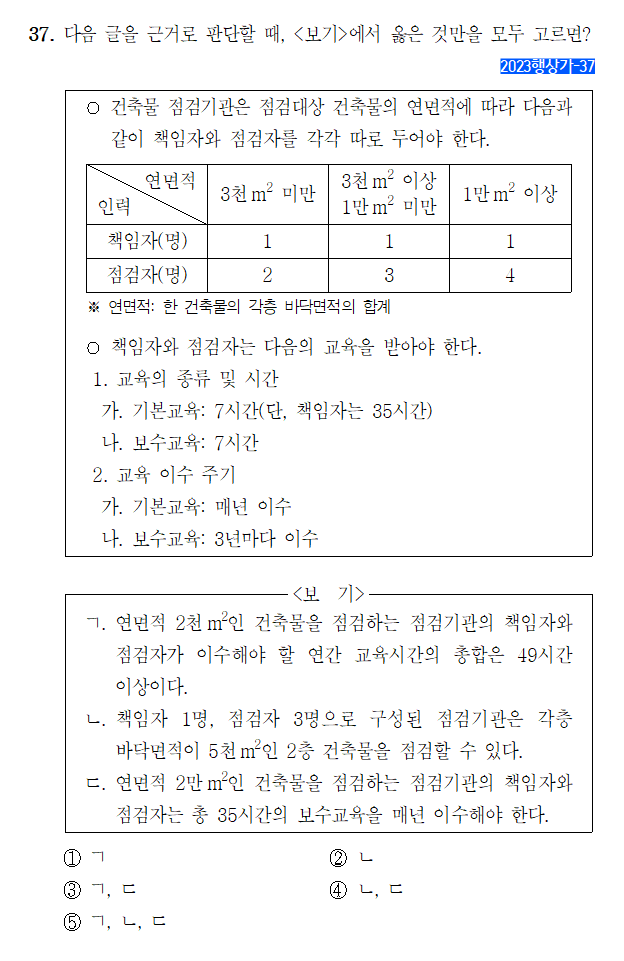 37. 다음 글을 근거로 판단할 때, <보기>에서 옳은 것만을 모두 고르면?
2023행상가-37
○ 건축물 점검기관은 점검대상 건축물의 연면적에 따라 다음과
같이 책임자와 점검자를 각각 따로 두어야 한다.
연면적
인력
3천㎡ 미만
3천㎡ 이상
1만㎡ 미만
1만㎡ 이상
책임자(명) 1 1 1
점검자(명) 2 3 4
※ 연면적: 한 건축물의 각층 바닥면적의 합계
○ 책임자와 점검자는 다음의 교육을 받아야 한다.
1. 교육의 종류 및 시간
가. 기본교육: 7시간(단, 책임자는 35시간)
나. 보수교육: 7시간
2. 교육 이수 주기
가. 기본교육: 매년 이수
나. 보수교육: 3년마다 이수
<보 기>
ㄱ. 연면적 2천㎡인 건축물을 점검하는 점검기관의 책임자와
점검자가 이수해야 할 연간 교육시간의 총합은 49시간
이상이다.
ㄴ. 책임자 1명, 점검자 3명으로 구성된 점검기관은 각층
바닥면적이 5천㎡인 2층 건축물을 점검할 수 있다.
ㄷ. 연면적 2만㎡인 건축물을 점검하는 점검기관의 책임자와
점검자는 총 35시간의 보수교육을 매년 이수해야 한다.
① ㄱ ② ㄴ
③ ㄱ, ㄷ ④ ㄴ, ㄷ
⑤ ㄱ, ㄴ, ㄷ